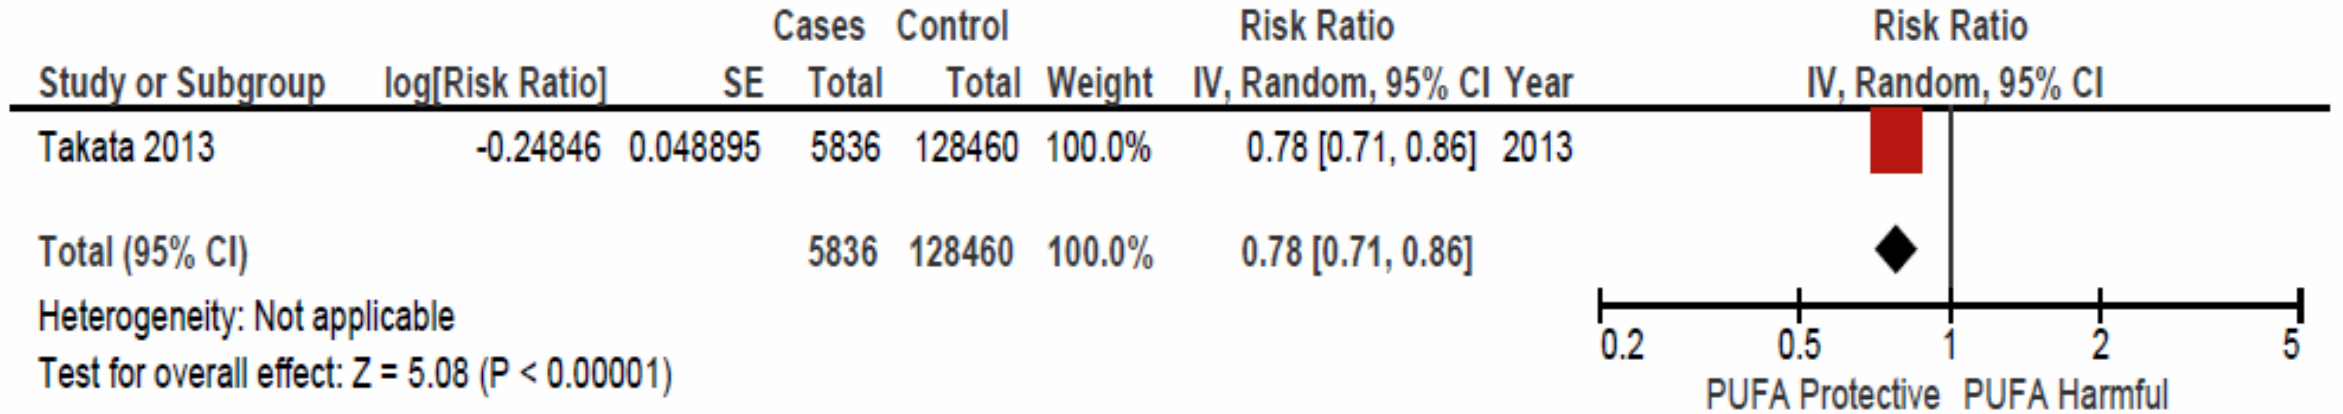 Cases Control Risk Ratio Risk Ratio
Study or Subgroup log[Risk Ratio] SE Total Total Weight IV, Random, 95% CI Year IV, Random, 95% CI
Takata 2013 -0.24846 0.048895 5836 128460 100.0% 0.78 [0.71, 0.86] 2013
Total (95% CI) 5836 128460 100.0% 0.78 [0.71, 0.86]
Heterogeneity: Not applicable
Test for overall effect: Z = 5.08 (P < 0.00001)
0.2 0.5 1 2 5
PUFA Protective PUFA Harmful